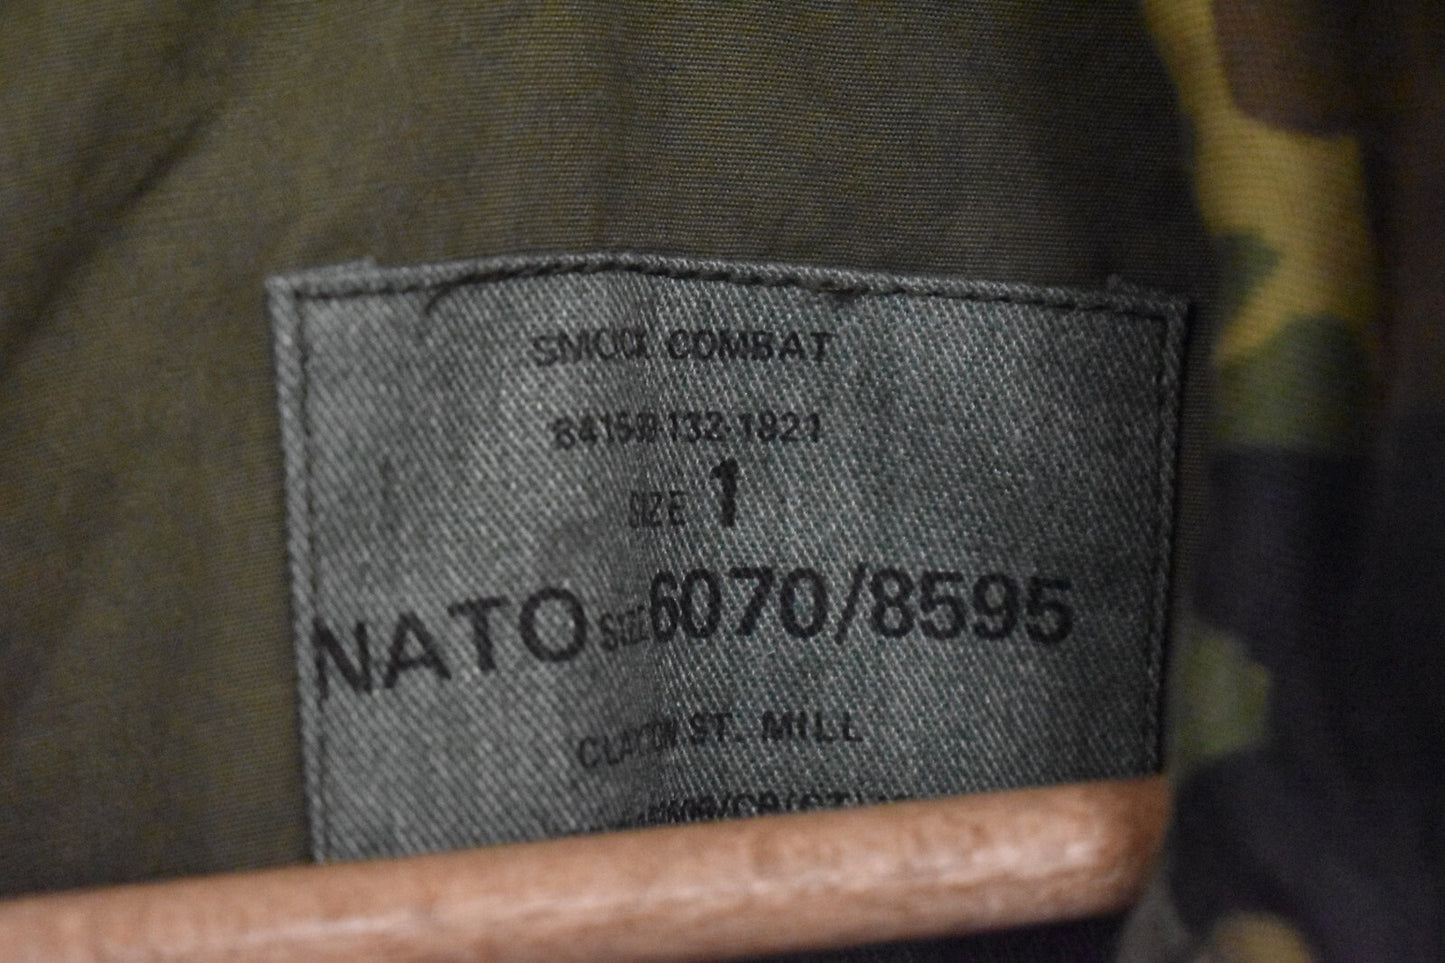 SMOCK COMBAT
8415-99-132-1821
SIZE 1
NATO SIZE 6070/8595
CLAYTON ST. MILL